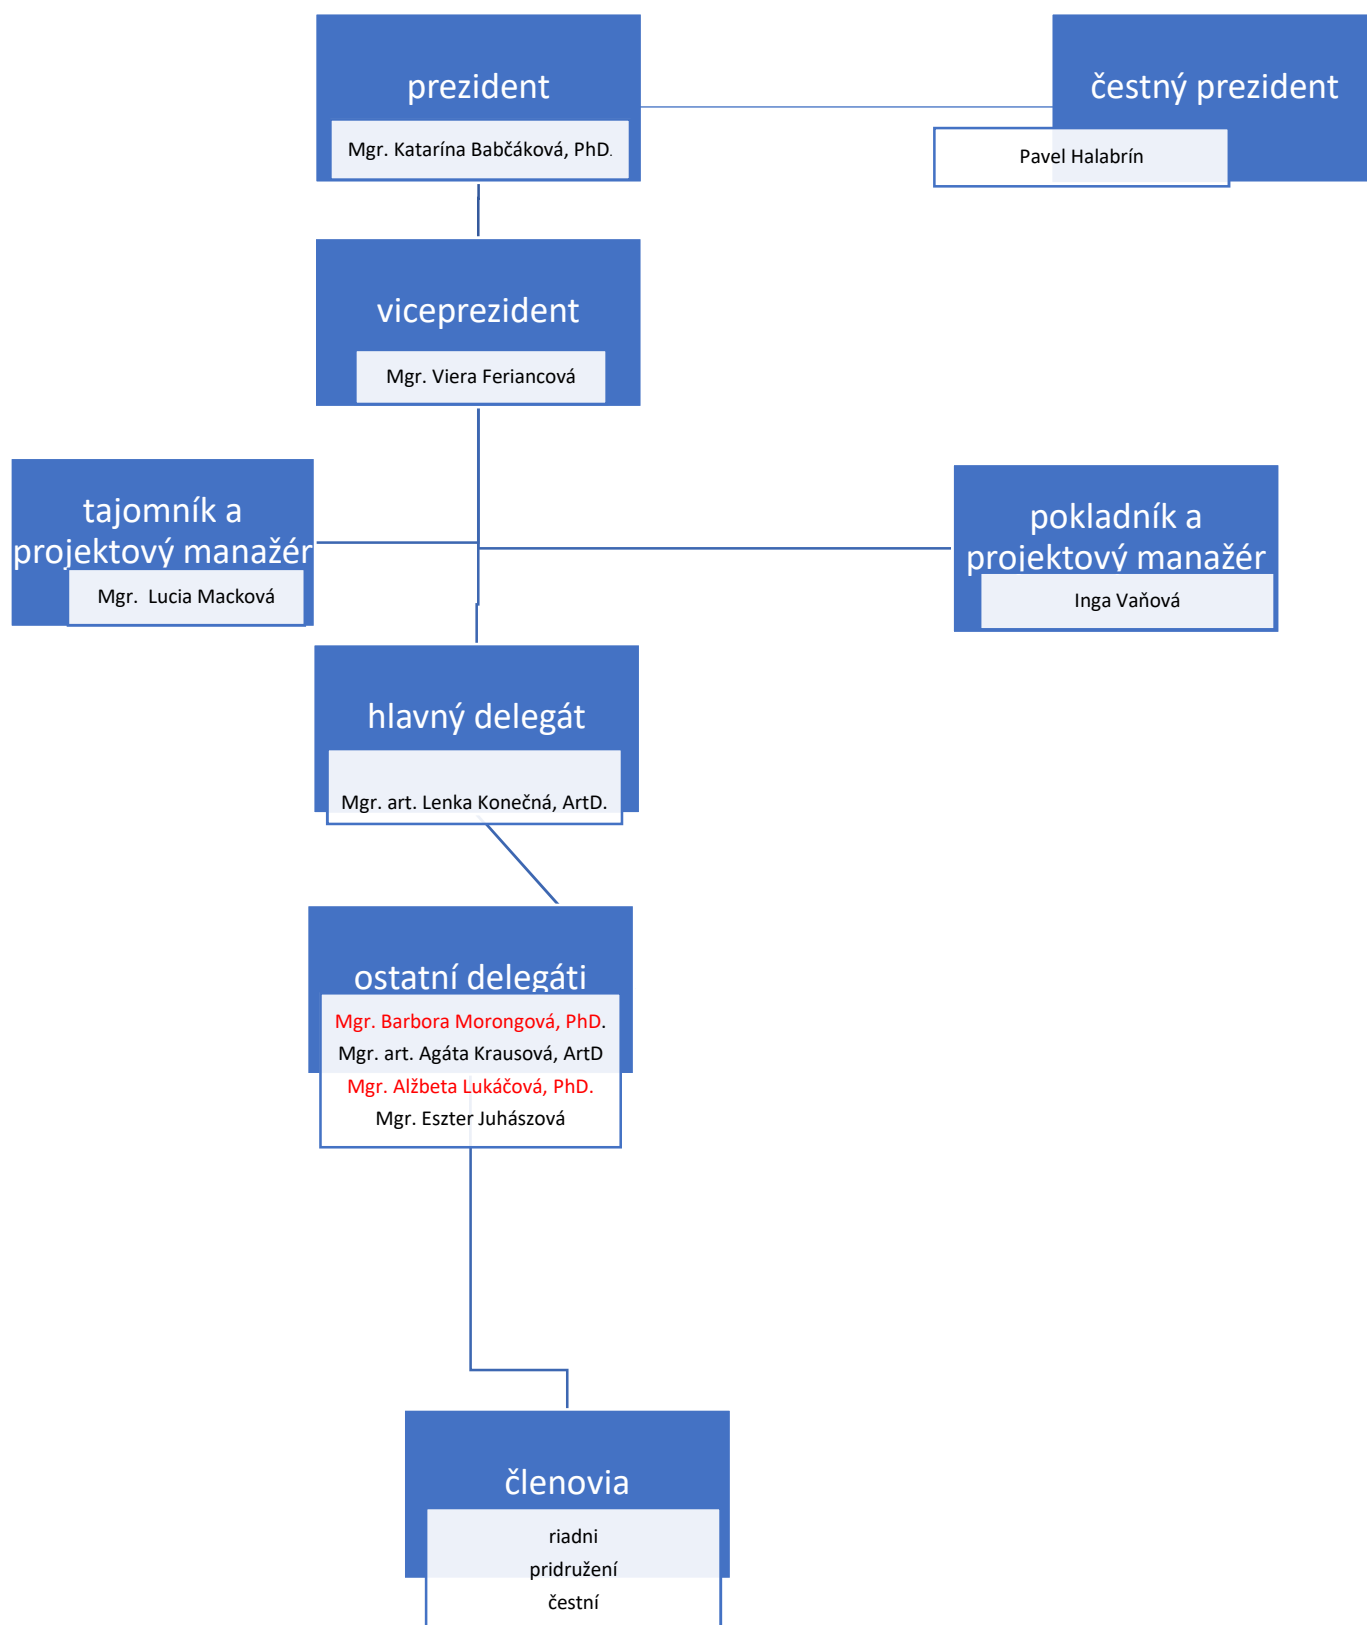 prezident
Mgr. Katarína Babčáková, PhD.
čestný prezident
Pavel Halabrín
viceprezident
Mgr. Viera Feriancová
tajomník a
projektový manažér
Mgr.  Lucia Macková
pokladník a
projektový manažér
Inga Vaňová
hlavný delegát
Mgr. art. Lenka Konečná, ArtD.
ostatní delegáti
Mgr. Barbora Morongová, PhD.
Mgr. art. Agáta Krausová, ArtD
Mgr. Alžbeta Lukáčová, PhD.
Mgr. Eszter Juhászová
členovia
riadni
pridružení
čestní